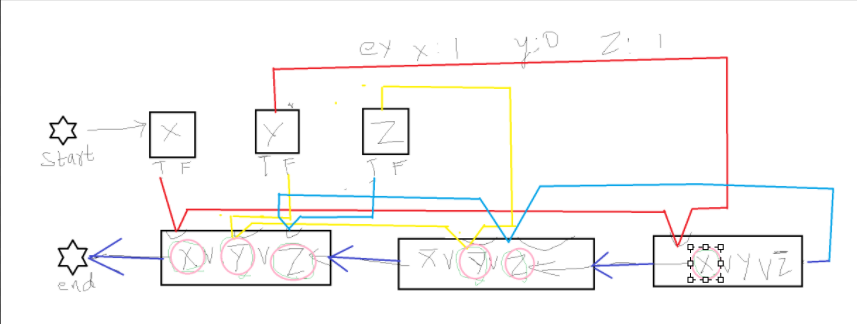 ex x:1 y:0 Z: 1
X Y Z
T F T F T F
Start
X V Ȳ V Z X̄ V Ȳ V Z X V Y V Z̄
end